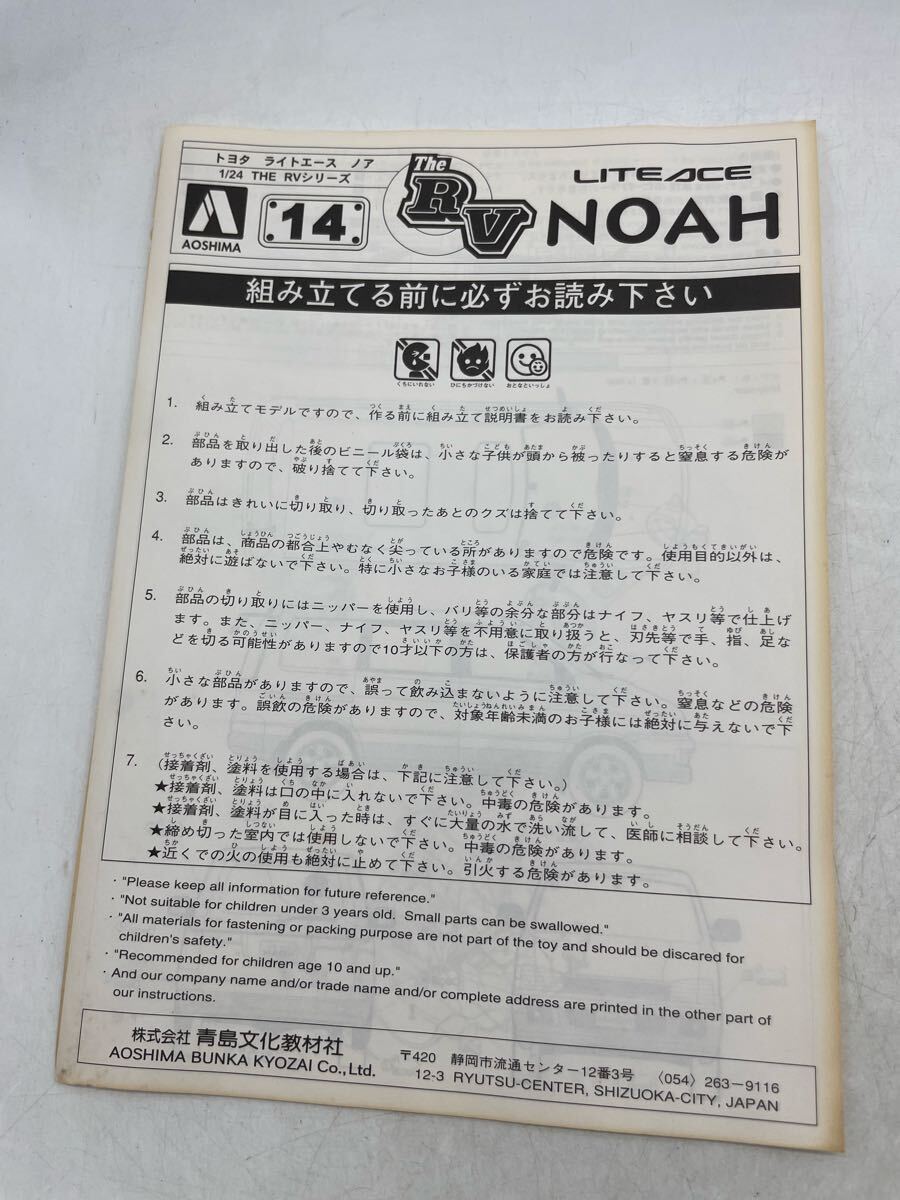 トヨタ ライトエース ノア
1/24 THE RVシリーズ
AOSHIMA
14
The
RV
LITEACE
NOAH
組み立てる前に必ずお読み下さい
くちにいれない
ひにちかづけない
おとなといっしょ
1. 組み立てモデルですので、作る前に組み立て説明書をお読み下さい。
2. 部品を取り出した後のビニール袋は、小さな子供が頭から被ったりすると窒息する危険が
ありますので、破り捨てて下さい。
3. 部品はきれいに切り取り、切り取ったあとのクズは捨てて下さい。
4. 部品は、商品の都合上やむなく尖っている所がありますので危険です。使用目的以外は、
絶対に遊ばないで下さい。特に小さなお子様のいる家庭では注意して下さい。
5. 部品の切り取りにはニッパーを使用し、バリ等の余分な部分はナイフ、ヤスリ等で仕上げ
ます。また、ニッパー、ナイフ、ヤスリ等を不用意に取り扱うと、刃先等で手、指、足な
どを切る可能性がありますので10才以下の方は、保護者の方が行なって下さい。
6. 小さな部品がありますので、誤って飲み込まないように注意して下さい。窒息などの危険
があります。誤飲の危険がありますので、対象年齢未満のお子様には絶対に与えないで下
さい。
7. (接着剤、塗料を使用する場合は、下記に注意して下さい。)
★接着剤、塗料は口の中に入れないで下さい。中毒の危険があります。
★接着剤、塗料が目に入った時は、すぐに大量の水で洗い流して、医師に相談して下さい。
★締め切った室内では使用しないで下さい。中毒の危険があります。
★近くでの火の使用も絶対に止めて下さい。引火する危険があります。
· "Please keep all information for future reference."
· "Not suitable for children under 3 years old. Small parts can be swallowed."
· "All materials for fastening or packing purpose are not part of the toy and should be discared for
children's safety."
· "Recommended for children age 10 and up."
· And our company name and/or trade name and/or complete address are printed in the other part of
our instructions.
株式会社 青島文化教材社
AOSHIMA BUNKA KYOZAI Co., Ltd.
〒420 静岡市流通センター12番3号 〈054〉263－9116
12-3 RYUTSU-CENTER, SHIZUOKA-CITY, JAPAN